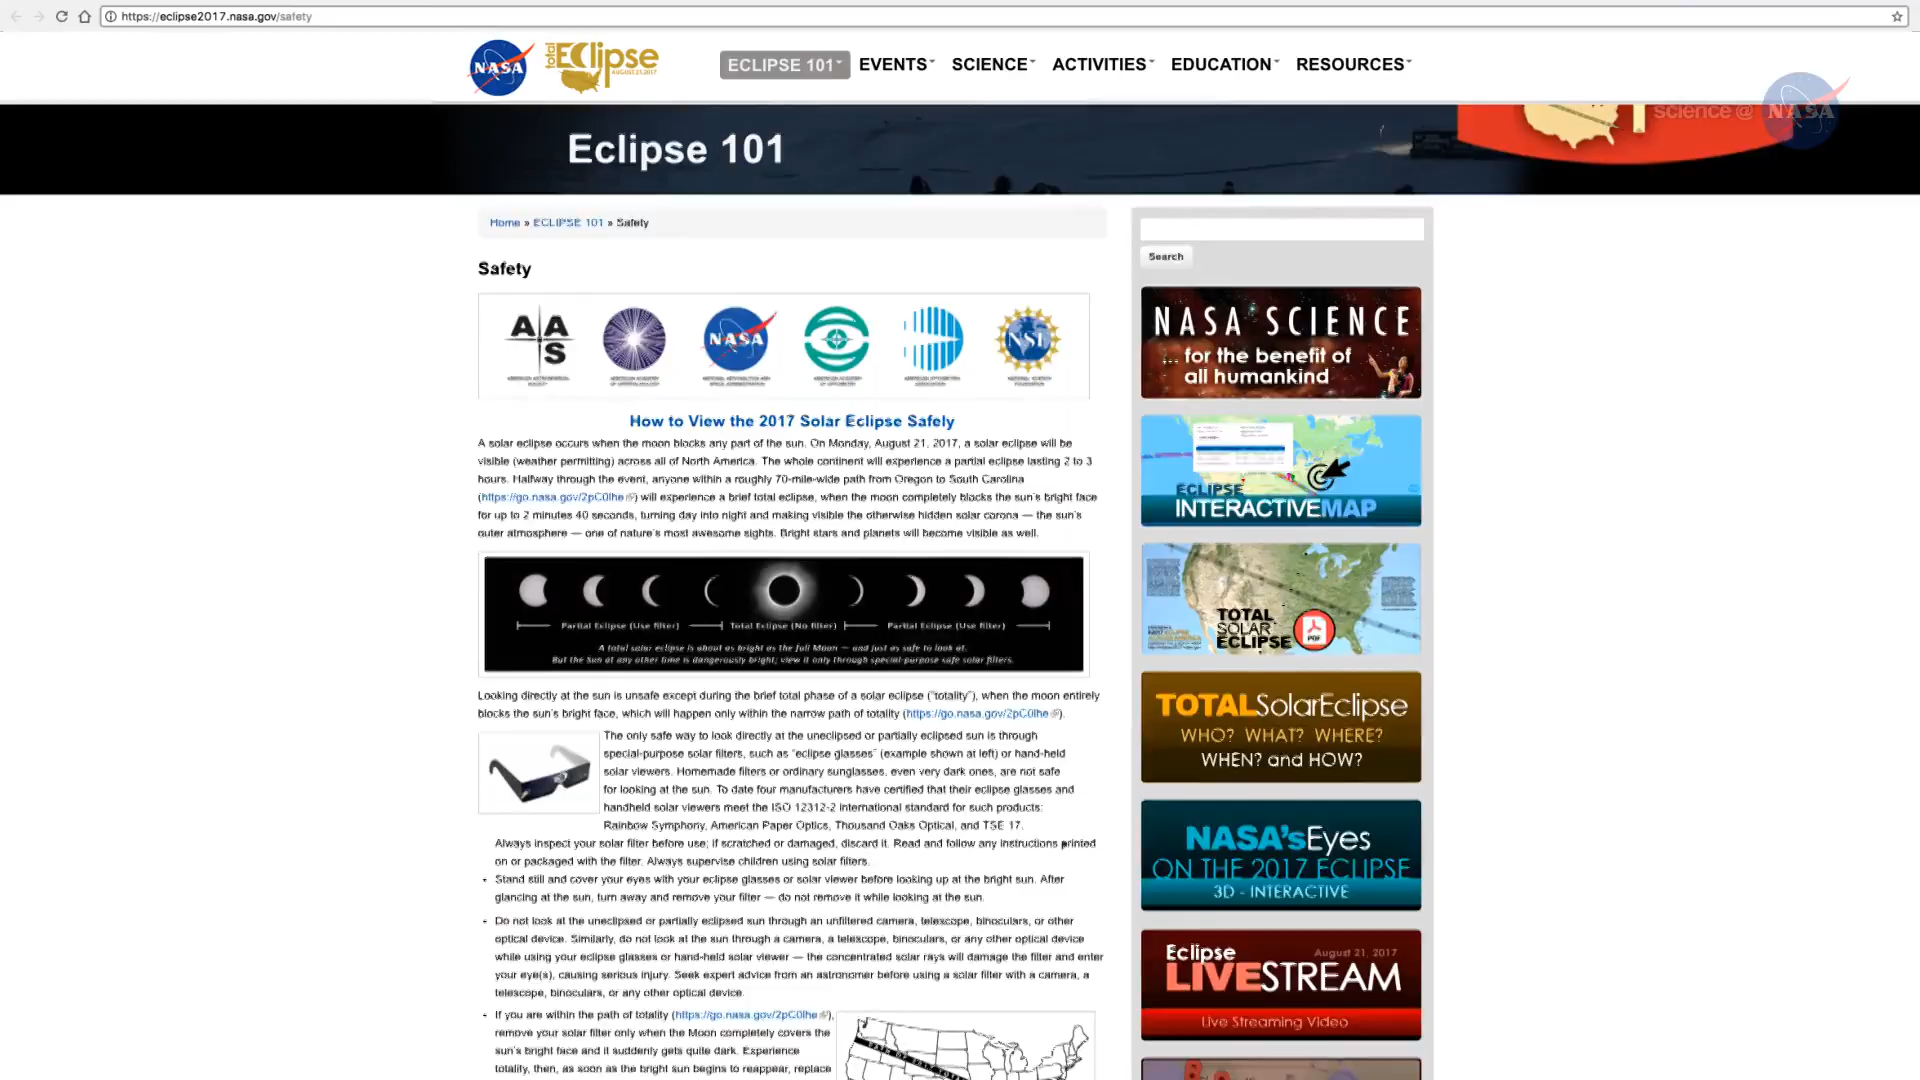 https://eclipse2017.nasa.gov/safety
NASA
total Eclipse
AUGUST 21, 2017
ECLIPSE 101
EVENTS
SCIENCE
ACTIVITIES
EDUCATION
RESOURCES
science @ NASA
Eclipse 101
Home » ECLIPSE 101 » Safety
Safety
AAS
NASA
NSF
AMERICAN ASTRONOMICAL SOCIETY
AMERICAN ACADEMY OF OPHTHALMOLOGY
NATIONAL AERONAUTICS AND SPACE ADMINISTRATION
AMERICAN ACADEMY OF OPTOMETRY
AMERICAN OPTOMETRIC ASSOCIATION
NATIONAL SCIENCE FOUNDATION
How to View the 2017 Solar Eclipse Safely
A solar eclipse occurs when the moon blocks any part of the sun. On Monday, August 21, 2017, a solar eclipse will be
visible (weather permitting) across all of North America. The whole continent will experience a partial eclipse lasting 2 to 3
hours. Halfway through the event, anyone within a roughly 70-mile-wide path from Oregon to South Carolina
(https://go.nasa.gov/2pC0lhe) will experience a brief total eclipse, when the moon completely blocks the sun's bright face
for up to 2 minutes 40 seconds, turning day into night and making visible the otherwise hidden solar corona — the sun's
outer atmosphere — one of nature's most awesome sights. Bright stars and planets will become visible as well.
Partial Eclipse (Use filter)
Total Eclipse (No filter)
Partial Eclipse (Use filter)
A total solar eclipse is about as bright as the full Moon — and just as safe to look at.
But the Sun at any other time is dangerously bright; view it only through special-purpose safe solar filters.
Looking directly at the sun is unsafe except during the brief total phase of a solar eclipse ("totality"), when the moon entirely
blocks the sun's bright face, which will happen only within the narrow path of totality (https://go.nasa.gov/2pC0lhe).
The only safe way to look directly at the uneclipsed or partially eclipsed sun is through
special-purpose solar filters, such as "eclipse glasses" (example shown at left) or hand-held
solar viewers. Homemade filters or ordinary sunglasses, even very dark ones, are not safe
for looking at the sun. To date four manufacturers have certified that their eclipse glasses and
handheld solar viewers meet the ISO 12312-2 international standard for such products:
Rainbow Symphony, American Paper Optics, Thousand Oaks Optical, and TSE 17.
Always inspect your solar filter before use; if scratched or damaged, discard it. Read and follow any instructions printed
on or packaged with the filter. Always supervise children using solar filters.
- Stand still and cover your eyes with your eclipse glasses or solar viewer before looking up at the bright sun. After
glancing at the sun, turn away and remove your filter — do not remove it while looking at the sun.
- Do not look at the uneclipsed or partially eclipsed sun through an unfiltered camera, telescope, binoculars, or other
optical device. Similarly, do not look at the sun through a camera, a telescope, binoculars, or any other optical device
while using your eclipse glasses or hand-held solar viewer — the concentrated solar rays will damage the filter and enter
your eye(s), causing serious injury. Seek expert advice from an astronomer before using a solar filter with a camera, a
telescope, binoculars, or any other optical device.
- If you are within the path of totality (https://go.nasa.gov/2pC0lhe),
remove your solar filter only when the Moon completely covers the
sun's bright face and it suddenly gets quite dark. Experience
totality, then, as soon as the bright sun begins to reappear, replace
PATH OF 2017 TOTAL
Search
NASA SCIENCE
... for the benefit of
all humankind
ECLIPSE
INTERACTIVEMAP
TOTAL
SOLAR
ECLIPSE
PDF
TOTALSolarEclipse
WHO? WHAT? WHERE?
WHEN? and HOW?
NASA'sEyes
ON THE 2017 ECLIPSE
3D - INTERACTIVE
Eclipse
August 21, 2017
LIVESTREAM
Live Streaming Video